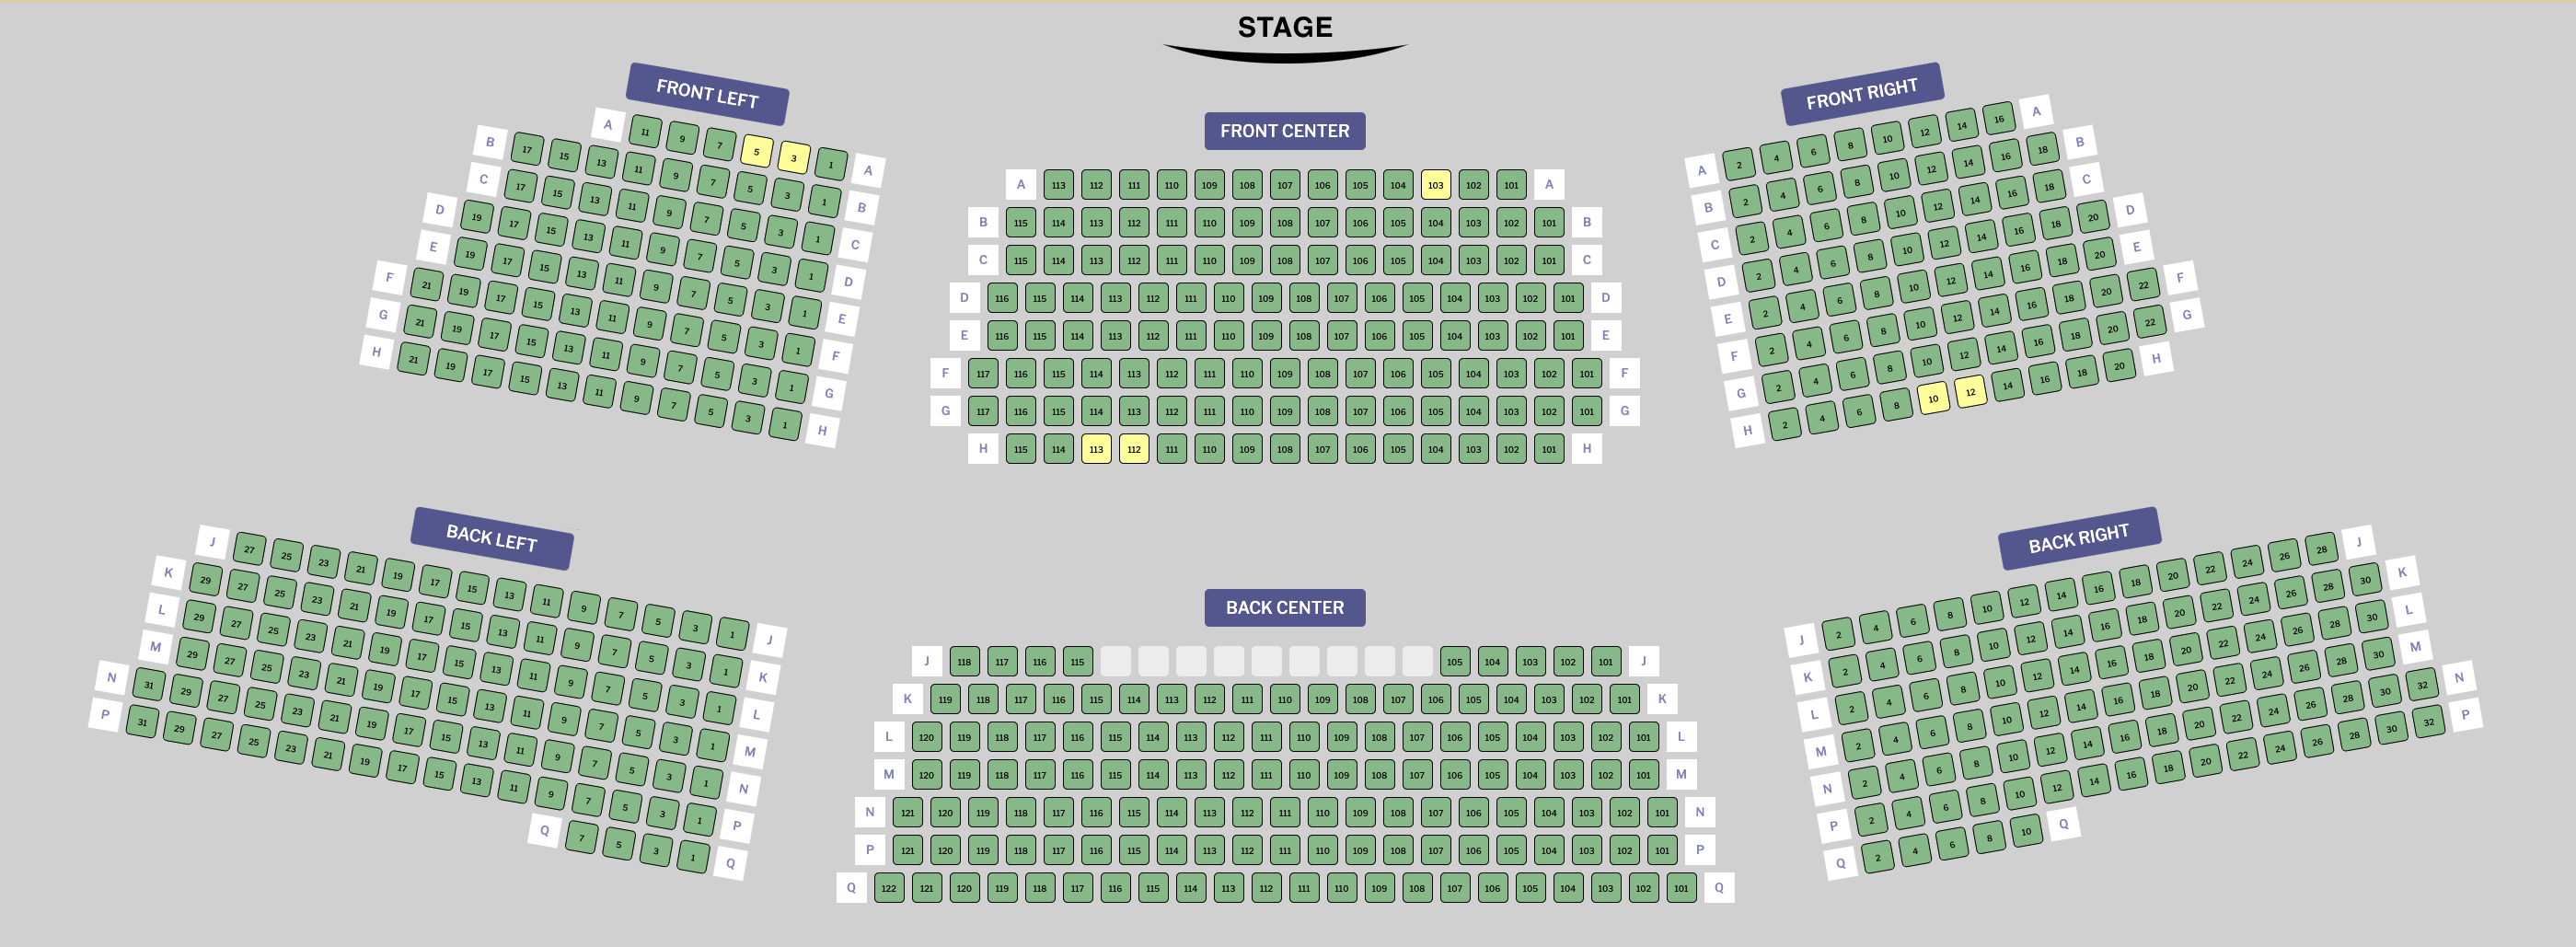 STAGE
FRONT LEFT
A 11 9 7 5 3 1 A
B 17 15 13 11 9 7 5 3 1 B
C 17 15 13 11 9 7 5 3 1 C
D 19 17 15 13 11 9 7 5 3 1 D
E 19 17 15 13 11 9 7 5 3 1 E
F 21 19 17 15 13 11 9 7 5 3 1 F
G 21 19 17 15 13 11 9 7 5 3 1 G
H 21 19 17 15 13 11 9 7 5 3 1 H
FRONT CENTER
A 113 112 111 110 109 108 107 106 105 104 103 102 101 A
B 115 114 113 112 111 110 109 108 107 106 105 104 103 102 101 B
C 115 114 113 112 111 110 109 108 107 106 105 104 103 102 101 C
D 116 115 114 113 112 111 110 109 108 107 106 105 104 103 102 101 D
E 116 115 114 113 112 111 110 109 108 107 106 105 104 103 102 101 E
F 117 116 115 114 113 112 111 110 109 108 107 106 105 104 103 102 101 F
G 117 116 115 114 113 112 111 110 109 108 107 106 105 104 103 102 101 G
H 115 114 113 112 111 110 109 108 107 106 105 104 103 102 101 H
FRONT RIGHT
A 2 4 6 8 10 12 14 16 A
B 2 4 6 8 10 12 14 16 18 B
C 2 4 6 8 10 12 14 16 18 C
D 2 4 6 8 10 12 14 16 18 20 D
E 2 4 6 8 10 12 14 16 18 20 E
F 2 4 6 8 10 12 14 16 18 20 22 F
G 2 4 6 8 10 12 14 16 18 20 22 G
H 2 4 6 8 10 12 14 16 18 20 H
BACK LEFT
J 27 25 23 21 19 17 15 13 11 9 7 5 3 1 J
K 29 27 25 23 21 19 17 15 13 11 9 7 5 3 1 K
L 29 27 25 23 21 19 17 15 13 11 9 7 5 3 1 L
M 29 27 25 23 21 19 17 15 13 11 9 7 5 3 1 M
N 31 29 27 25 23 21 19 17 15 13 11 9 7 5 3 1 N
P 31 29 27 25 23 21 19 17 15 13 11 9 7 5 3 1 P
Q 7 5 3 1 Q
BACK CENTER
J 118 117 116 115 105 104 103 102 101 J
K 119 118 117 116 115 114 113 112 111 110 109 108 107 106 105 104 103 102 101 K
L 120 119 118 117 116 115 114 113 112 111 110 109 108 107 106 105 104 103 102 101 L
M 120 119 118 117 116 115 114 113 112 111 110 109 108 107 106 105 104 103 102 101 M
N 121 120 119 118 117 116 115 114 113 112 111 110 109 108 107 106 105 104 103 102 101 N
P 121 120 119 118 117 116 115 114 113 112 111 110 109 108 107 106 105 104 103 102 101 P
Q 122 121 120 119 118 117 116 115 114 113 112 111 110 109 108 107 106 105 104 103 102 101 Q
BACK RIGHT
J 2 4 6 8 10 12 14 16 18 20 22 24 26 28 J
K 2 4 6 8 10 12 14 16 18 20 22 24 26 28 30 K
L 2 4 6 8 10 12 14 16 18 20 22 24 26 28 30 L
M 2 4 6 8 10 12 14 16 18 20 22 24 26 28 30 M
N 2 4 6 8 10 12 14 16 18 20 22 24 26 28 30 32 N
P 2 4 6 8 10 12 14 16 18 20 22 24 26 28 30 32 P
Q 2 4 6 8 10 Q